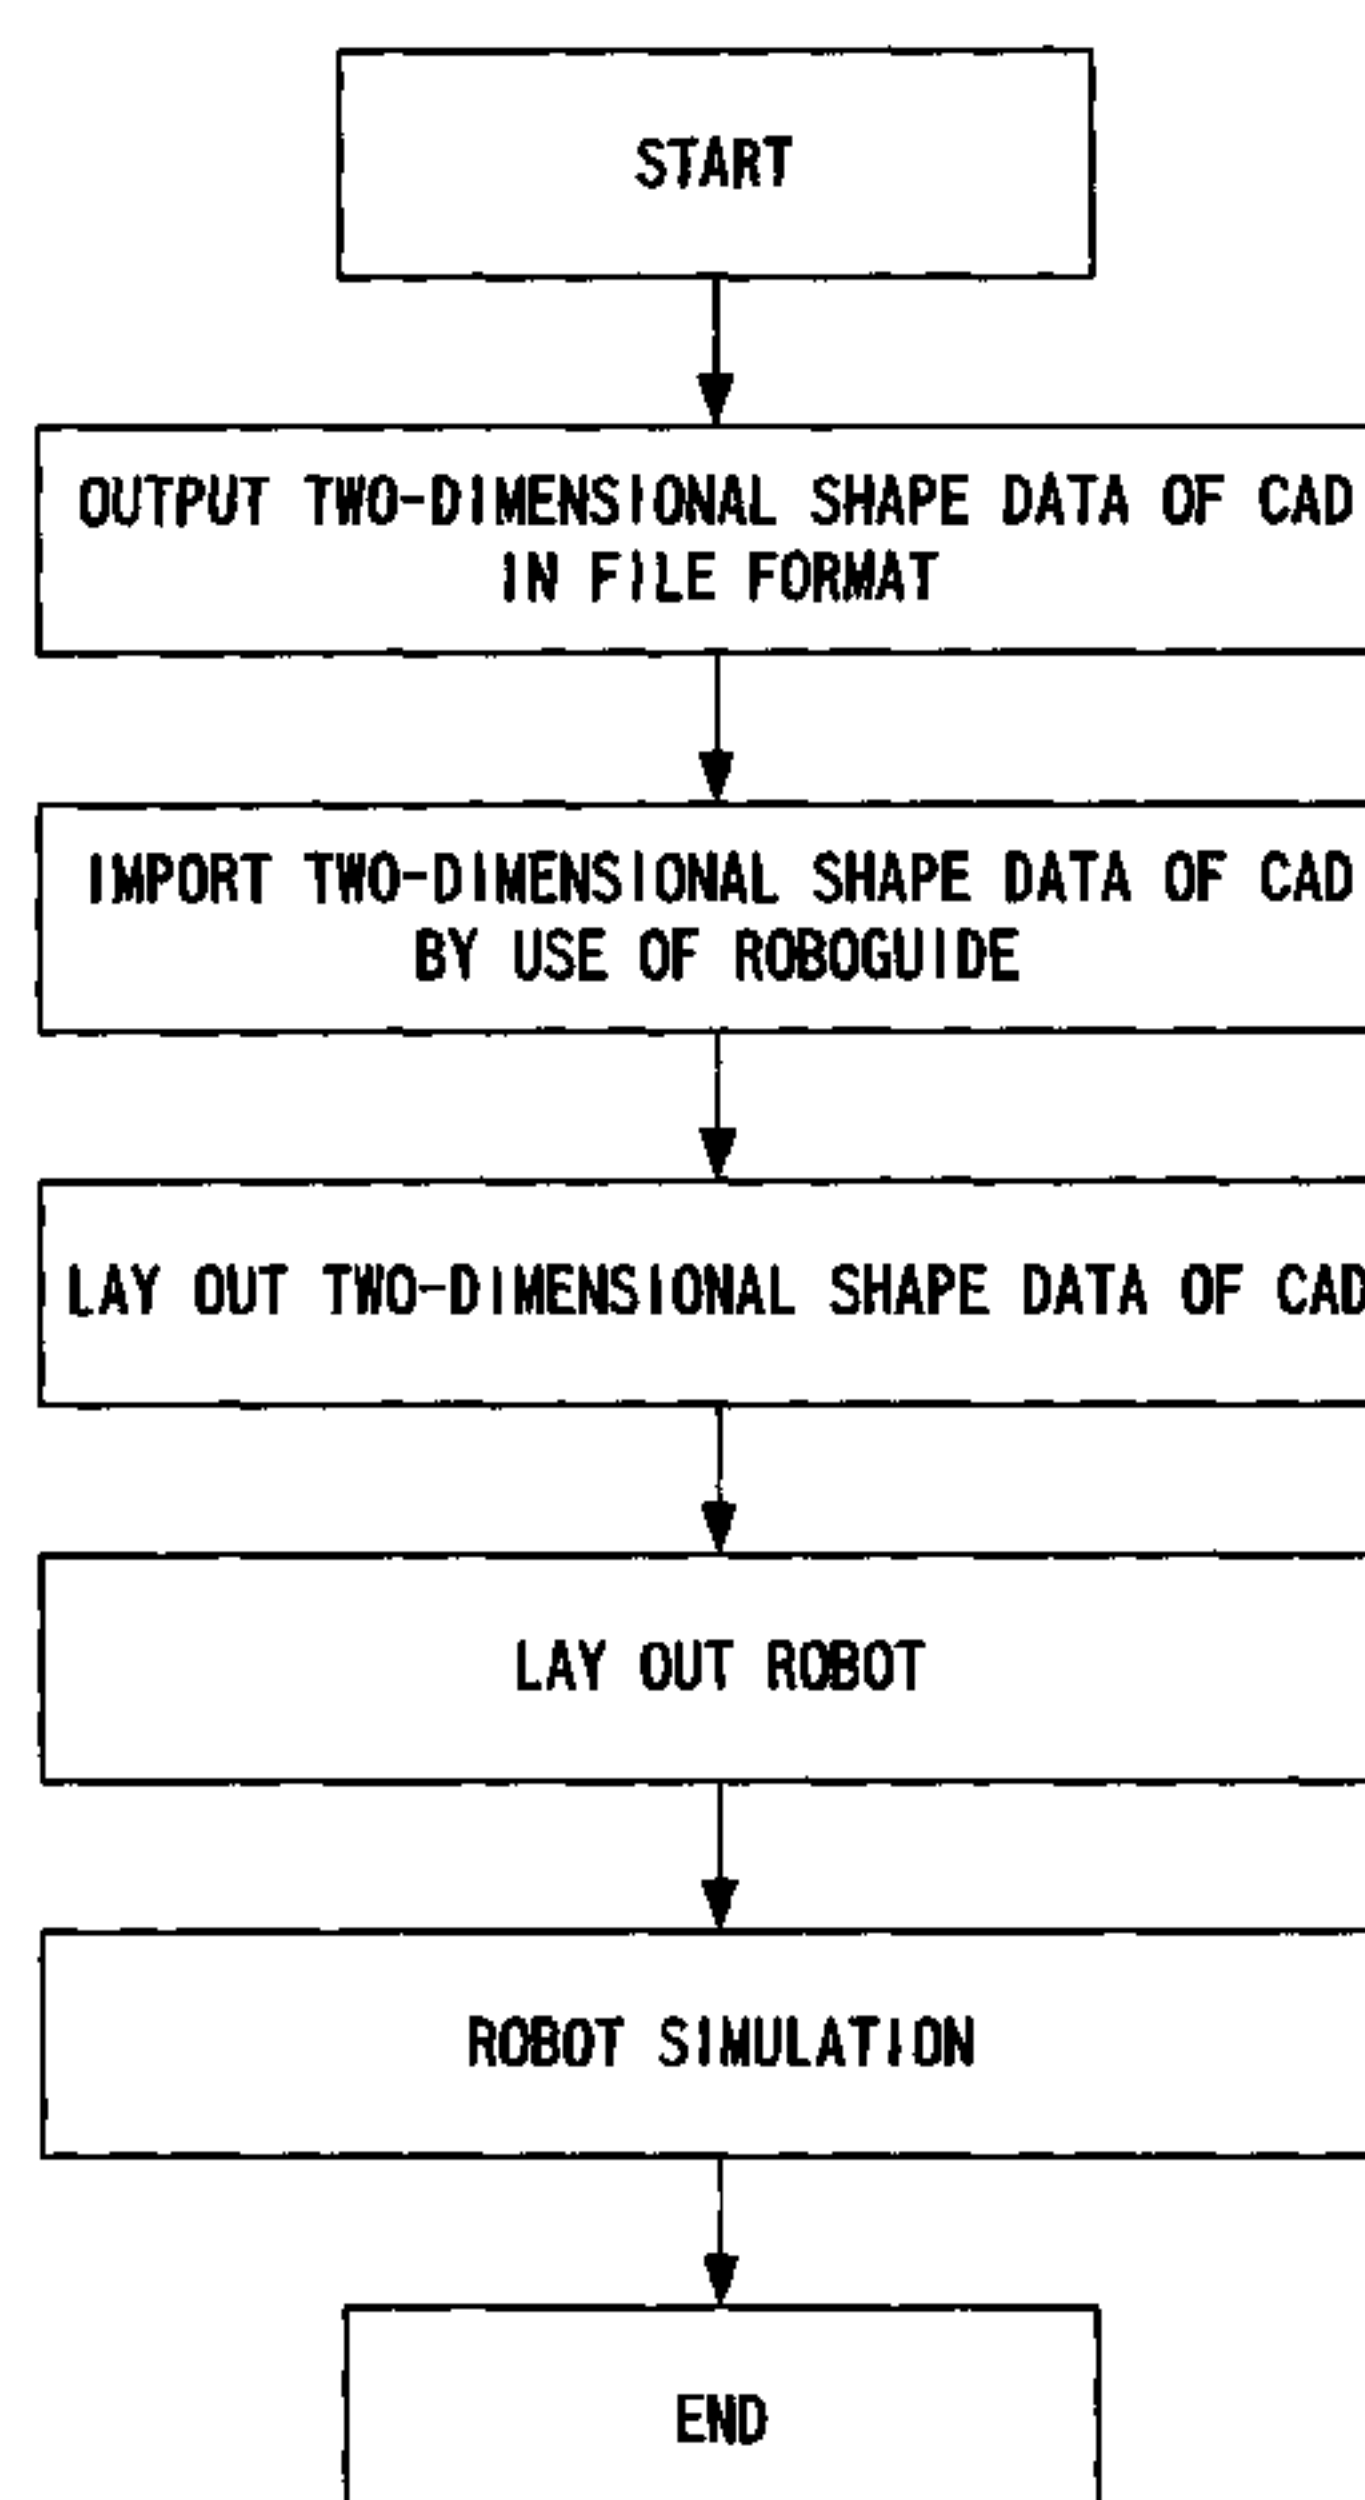 START
OUTPUT TWO-DIMENSIONAL SHAPE DATA OF CAD
IN FILE FORMAT
IMPORT TWO-DIMENSIONAL SHAPE DATA OF CAD
BY USE OF ROBOGUIDE
LAY OUT TWO-DIMENSIONAL SHAPE DATA OF CAD
LAY OUT ROBOT
ROBOT SIMULATION
END